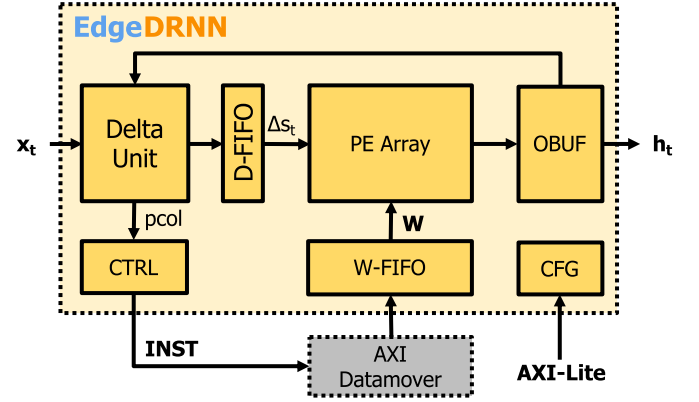 EdgeDRNN
x_t
Delta
Unit
D-FIFO
Δs_t
PE Array
OBUF
h_t
pcol
W
CTRL
W-FIFO
CFG
INST
AXI
Datamover
AXI-Lite